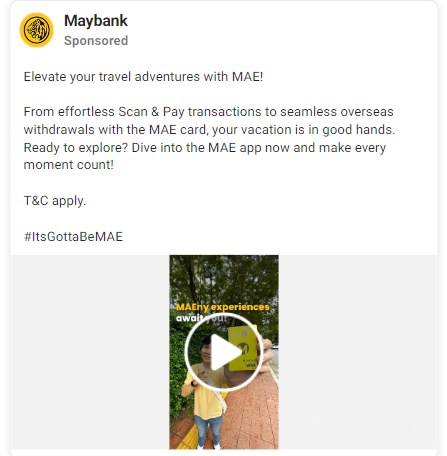 Maybank
Sponsored
Elevate your travel adventures with MAE!
From effortless Scan & Pay transactions to seamless overseas
withdrawals with the MAE card, your vacation is in good hands.
Ready to explore? Dive into the MAE app now and make every
moment count!
T&C apply.
#ItsGottaBeMAE
MAEny experiences
await you!
VISA